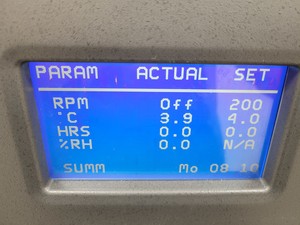 PARAM ACTUAL SET
RPM Off 200
°C 3.9 4.0
HRS 0.0 0.0
%RH 0.0 N/A
SUMM Mo 08 10